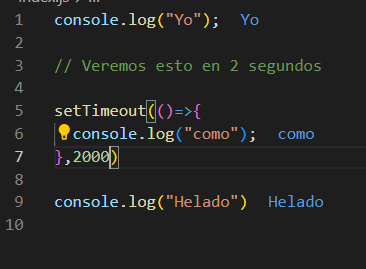 index.js > ...
1 console.log("Yo"); Yo
2
3 // Veremos esto en 2 segundos
4
5 setTimeout(()=>{
6 console.log("como"); como
7 },2000)
8
9 console.log("Helado") Helado
10